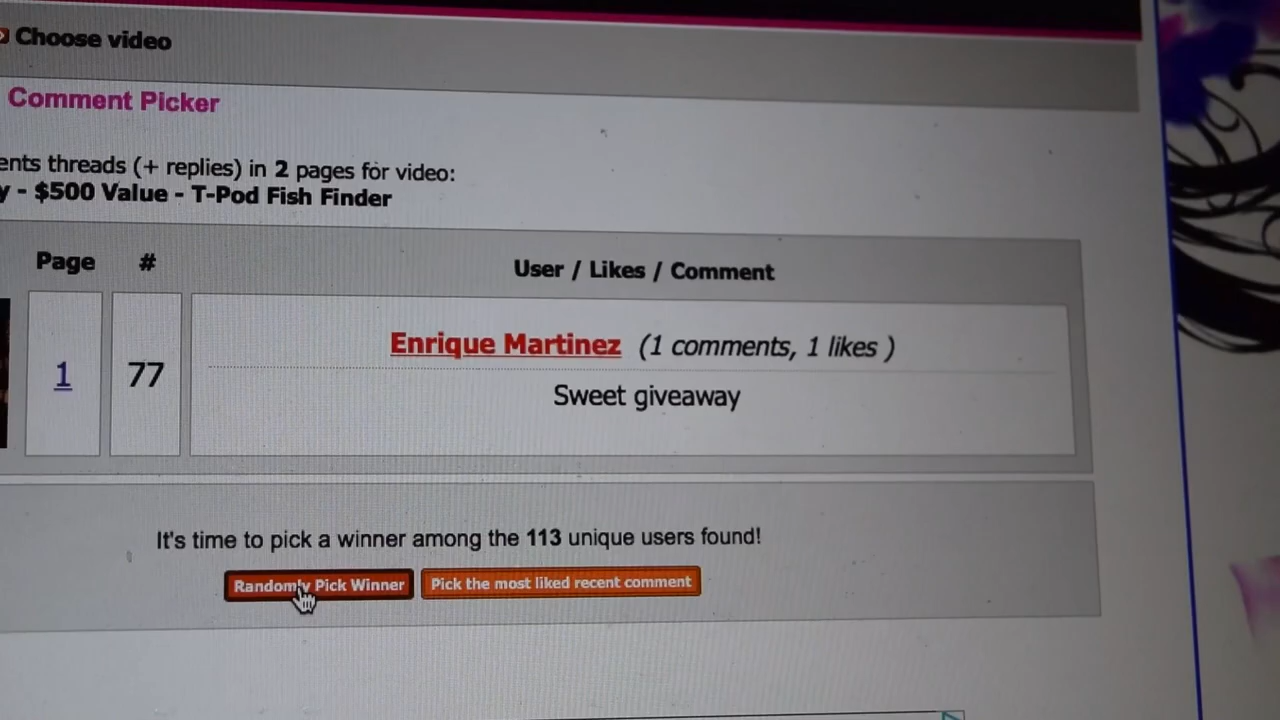 Choose video
Comment Picker
threads (+ replies) in 2 pages for video:
- $500 Value - T-Pod Fish Finder
Page # User / Likes / Comment
1 77 Enrique Martinez (1 comments, 1 likes )
Sweet giveaway
It's time to pick a winner among the 113 unique users found!
Randomly Pick Winner Pick the most liked recent comment